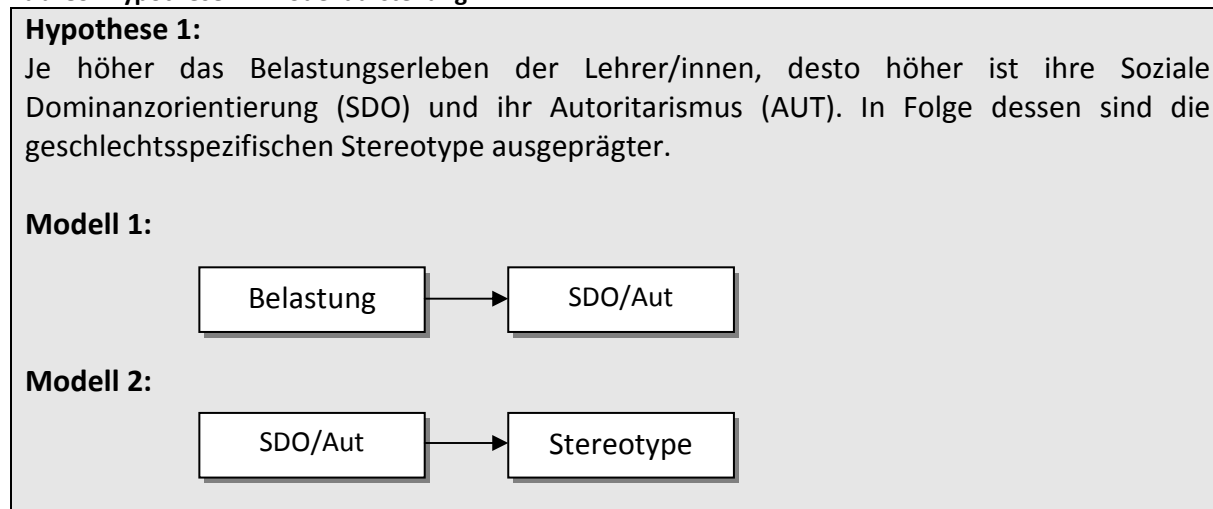 Hypothese 1:
Je höher das Belastungserleben der Lehrer/innen, desto höher ist ihre Soziale
Dominanzorientierung (SDO) und ihr Autoritarismus (AUT). In Folge dessen sind die
geschlechtsspezifischen Stereotype ausgeprägter.
Modell 1:
Belastung
SDO/Aut
Modell 2:
SDO/Aut
Stereotype